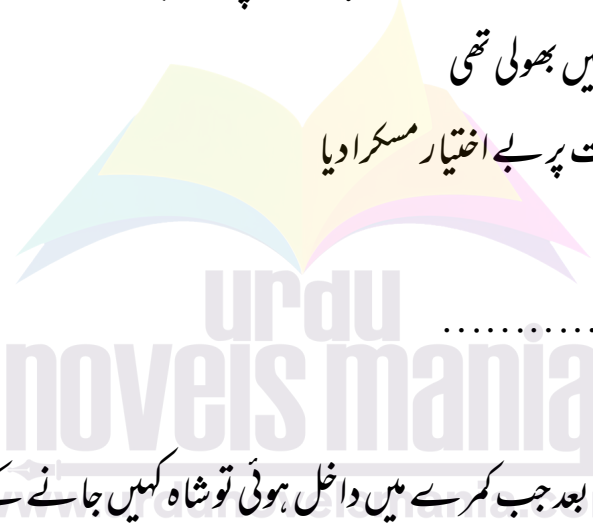 بھولی تھی
پر بے اختیار مسکرا دیا
............
urdu
novels mania
بعد جب کمرے میں داخل ہوئی تو شاہ کہیں جانے